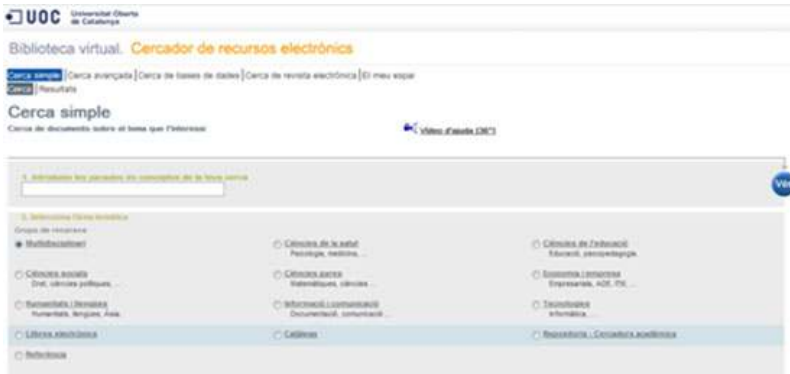 UOC Universitat Oberta
de Catalunya
Biblioteca virtual. Cercador de recursos electrònics
Cerca simple | Cerca avançada | Cerca de bases de dades | Cerca de revista electrònica | El meu espai
Cerca | Resultats
Cerca simple
Cerca de documents sobre el tema que t'interessi
Vídeo d'ajuda (36")
1. Introdueix les paraules de la teva cerca
2. Selecciona l'àrea temàtica
Grups de recursos
Multidisciplinari
Ciències de la salut
Psicologia, medicina, ...
Ciències de l'educació
Educació, psicopedagogia.
Ciències socials
Dret, ciències polítiques, ...
Ciències pures
Matemàtiques, ciències ...
Economia i empresa
Empresarials, ADE, ITM, ...
Humanitats i llengües
Humanitats, llengües, Àsia.
Informació i comunicació
Documentació, comunicació ...
Tecnologies
Informàtica, ...
Llibres electrònics
Catàlegs
Repositoris - Cercadors acadèmics
Referència